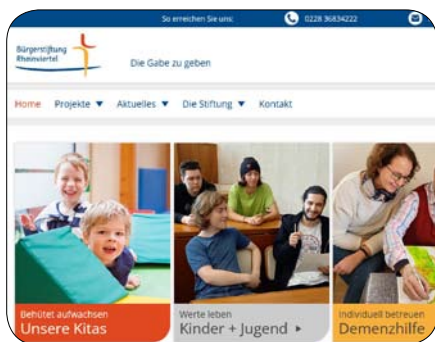 So erreichen Sie uns: 0228 36834222
Bürgerstiftung
Rheinviertel
Die Gabe zu geben
Home Projekte ▼ Aktuelles ▼ Die Stiftung ▼ Kontakt
Behütet aufwachsen
Unsere Kitas
Werte leben
Kinder + Jugend ▸
Individuell betreuen
Demenzhilfe